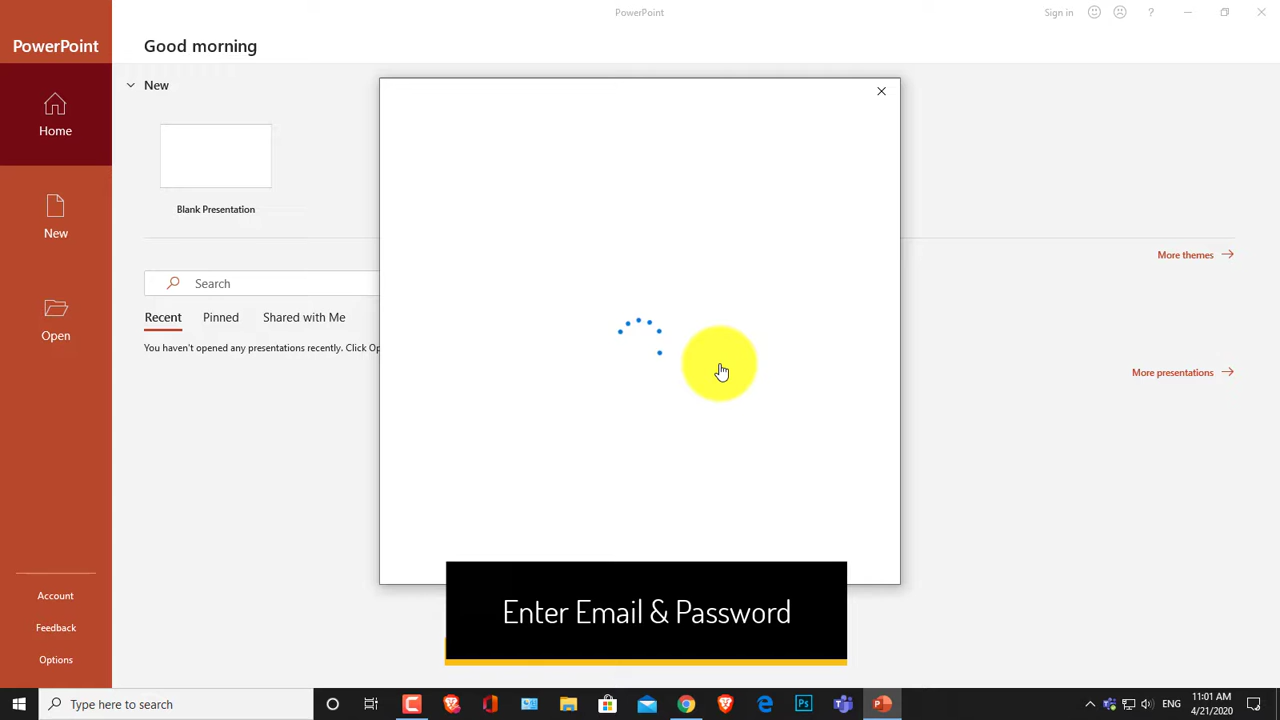 PowerPoint
Sign in
?
PowerPoint
Good morning
New
Home
Blank Presentation
New
More themes
Search
Recent
Pinned
Shared with Me
Open
You haven't opened any presentations recently. Click Op
More presentations
Enter Email & Password
Account
Feedback
Options
Type here to search
Ps
ENG
11:01 AM
4/21/2020